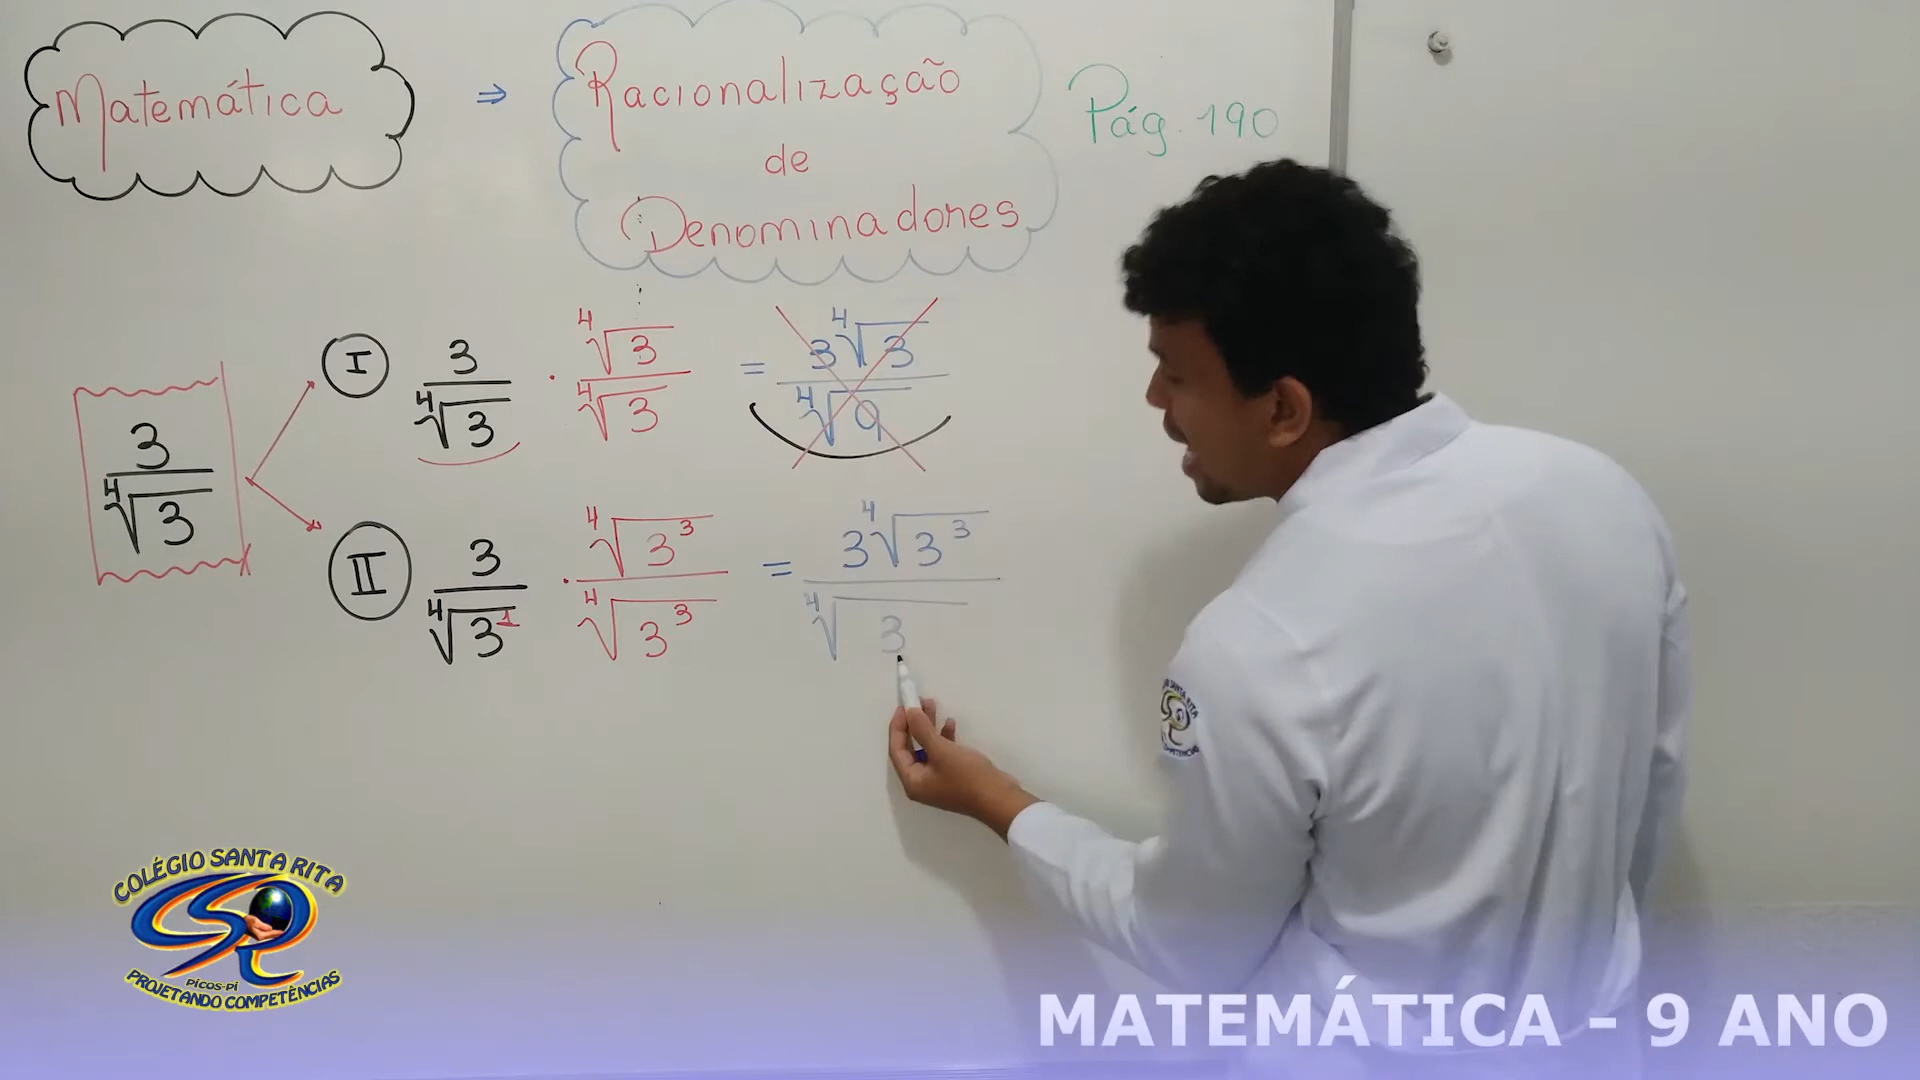 Matemática ⇒ Racionalização de Denominadores
Pág. 190
3/⁴√3
I 3/⁴√3 · ⁴√3/⁴√3 = 3⁴√3/⁴√9
II 3/⁴√3¹ · ⁴√3³/⁴√3³ = 3⁴√3³/⁴√3
COLÉGIO SANTA RITA
PICOS-PI
PROJETANDO COMPETÊNCIAS
MATEMÁTICA - 9 ANO